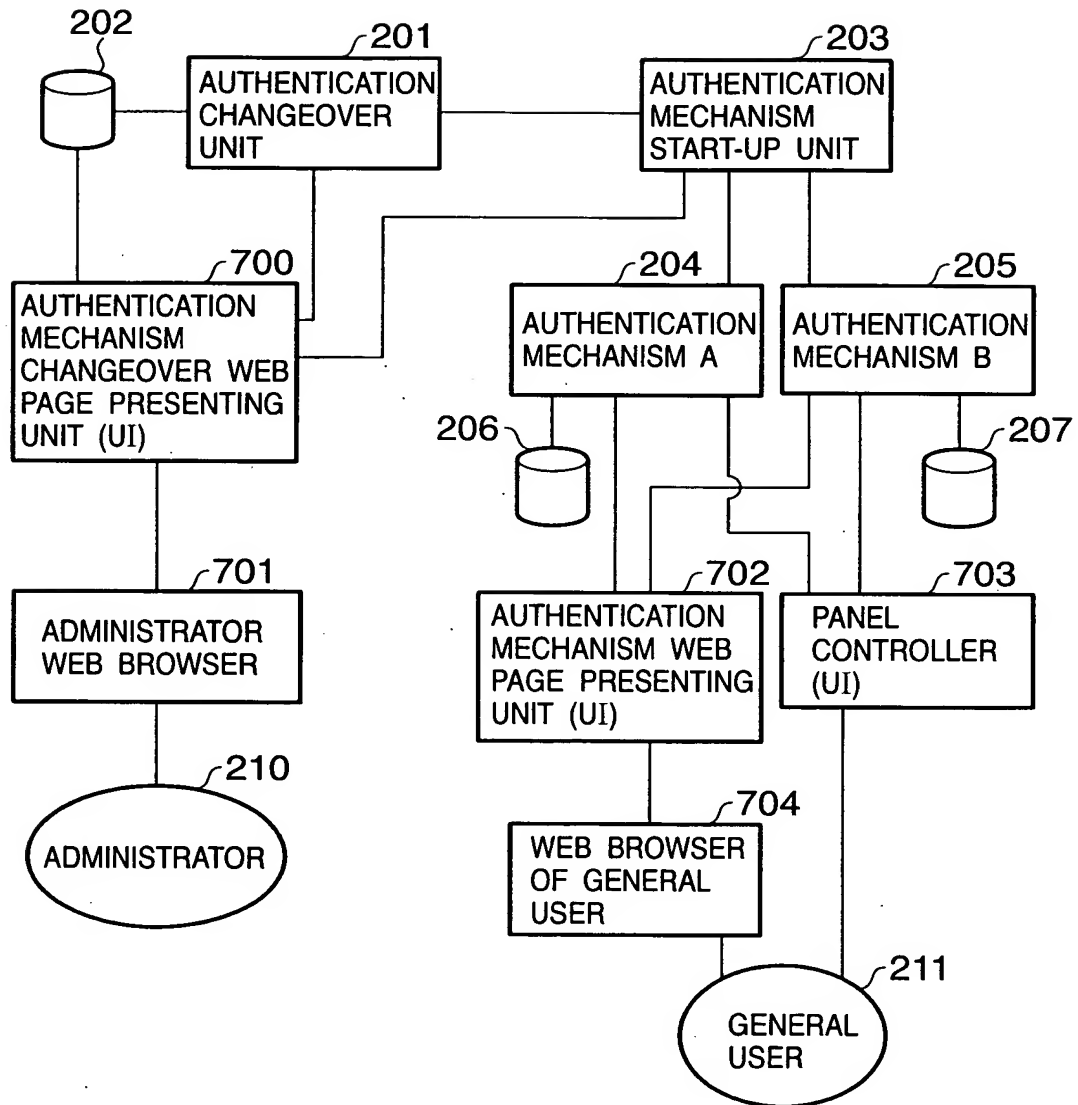 202
201
AUTHENTICATION
CHANGEOVER
UNIT
203
AUTHENTICATION
MECHANISM
START-UP UNIT
700
AUTHENTICATION
MECHANISM
CHANGEOVER WEB
PAGE PRESENTING
UNIT (UI)
204
AUTHENTICATION
MECHANISM A
205
AUTHENTICATION
MECHANISM B
206
207
701
ADMINISTRATOR
WEB BROWSER
702
AUTHENTICATION
MECHANISM WEB
PAGE PRESENTING
UNIT (UI)
703
PANEL
CONTROLLER
(UI)
210
ADMINISTRATOR
704
WEB BROWSER
OF GENERAL
USER
211
GENERAL
USER